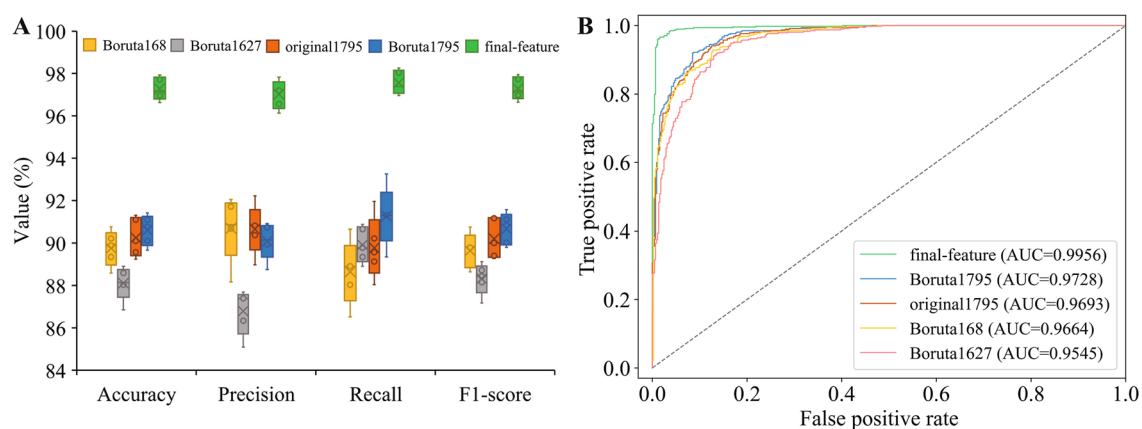 A
Value (%)
100
98
96
94
92
90
88
86
84
Boruta168 Boruta1627 original1795 Boruta1795 final-feature
Accuracy Precision Recall F1-score
B
True positive rate
1.0
0.8
0.6
0.4
0.2
0.0
final-feature (AUC=0.9956)
Boruta1795 (AUC=0.9728)
original1795 (AUC=0.9693)
Boruta168 (AUC=0.9664)
Boruta1627 (AUC=0.9545)
0.0 0.2 0.4 0.6 0.8 1.0
False positive rate